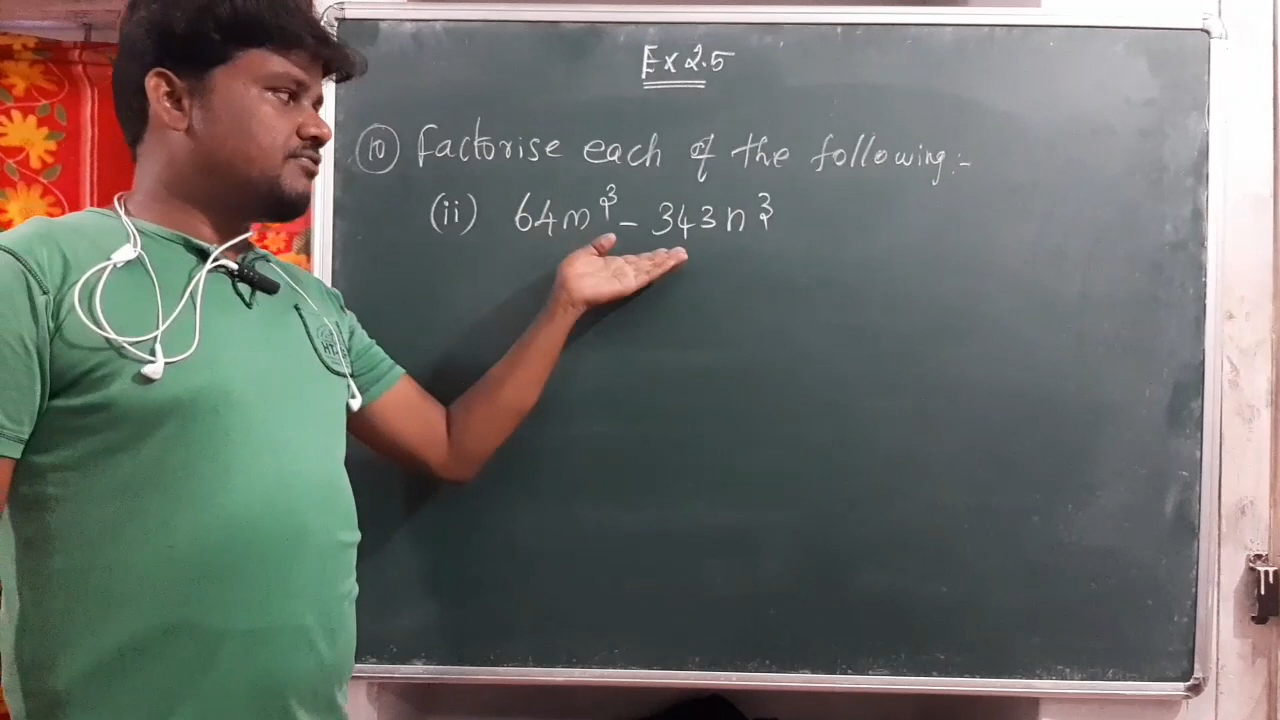 Ex 2.5
⑩ Factorise each of the following:-
(ii) 64m³ - 343n³